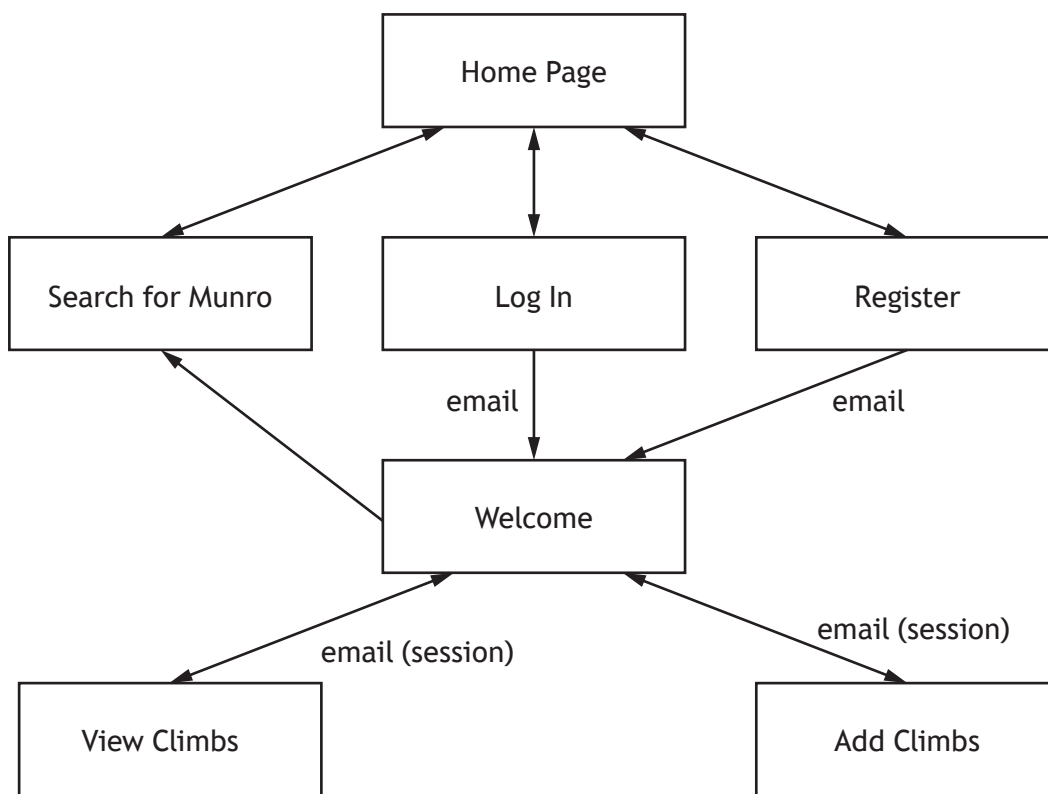 Home Page
Search for Munro
Log In
Register
email
email
Welcome
email (session)
email (session)
View Climbs
Add Climbs